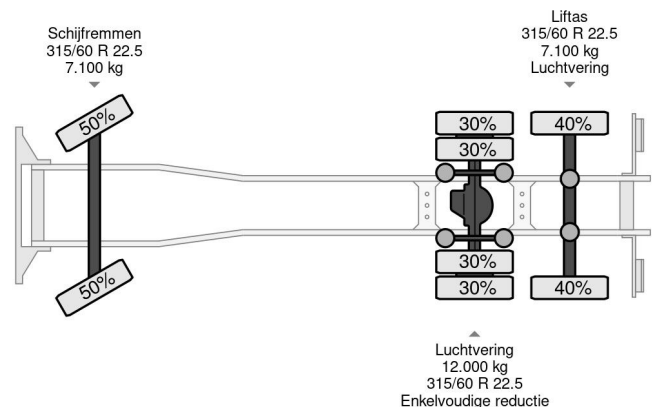 Schijfremmen
315/60 R 22.5
7.100 kg
Liftas
315/60 R 22.5
7.100 kg
Luchtvering
50%
30%
30%
40%
50%
30%
30%
40%
Luchtvering
12.000 kg
315/60 R 22.5
Enkelvoudige reductie